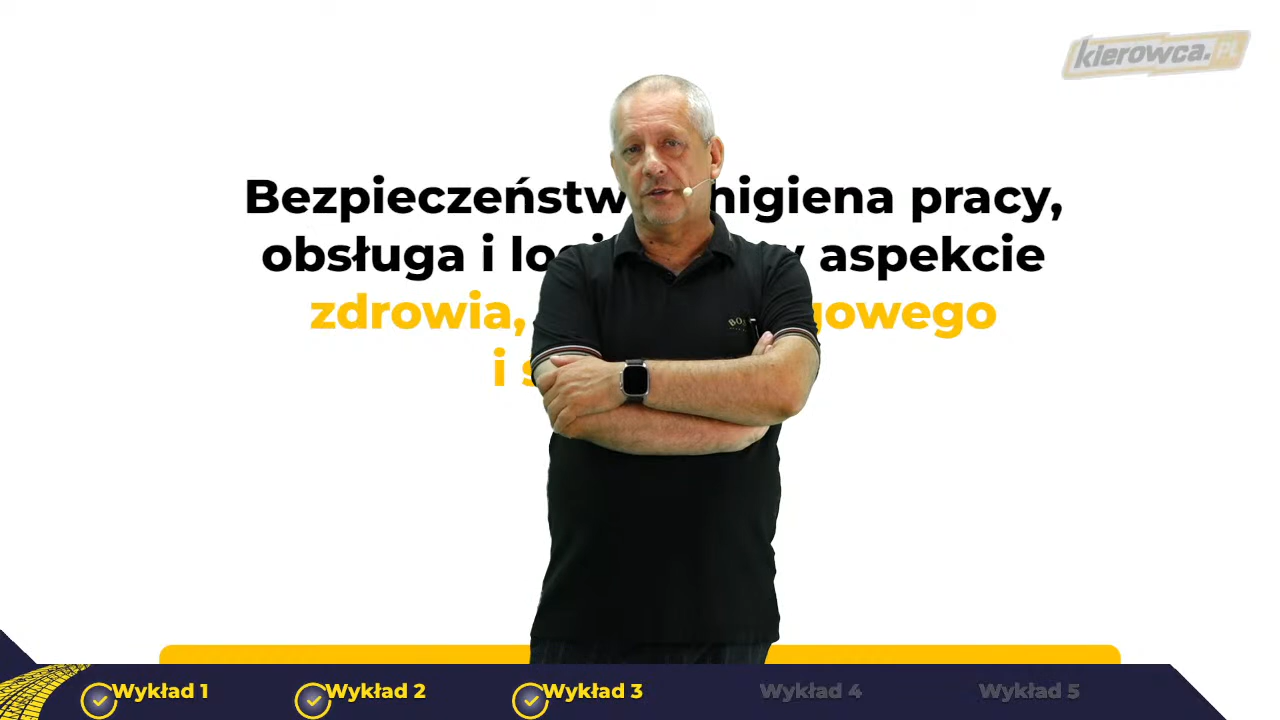 kierowca.PL
Bezpieczeństw higiena pracy,
obsługa i lo aspekcie
zdrowia, gowego
i s
Wykład 1
Wykład 2
Wykład 3
Wykład 4
Wykład 5